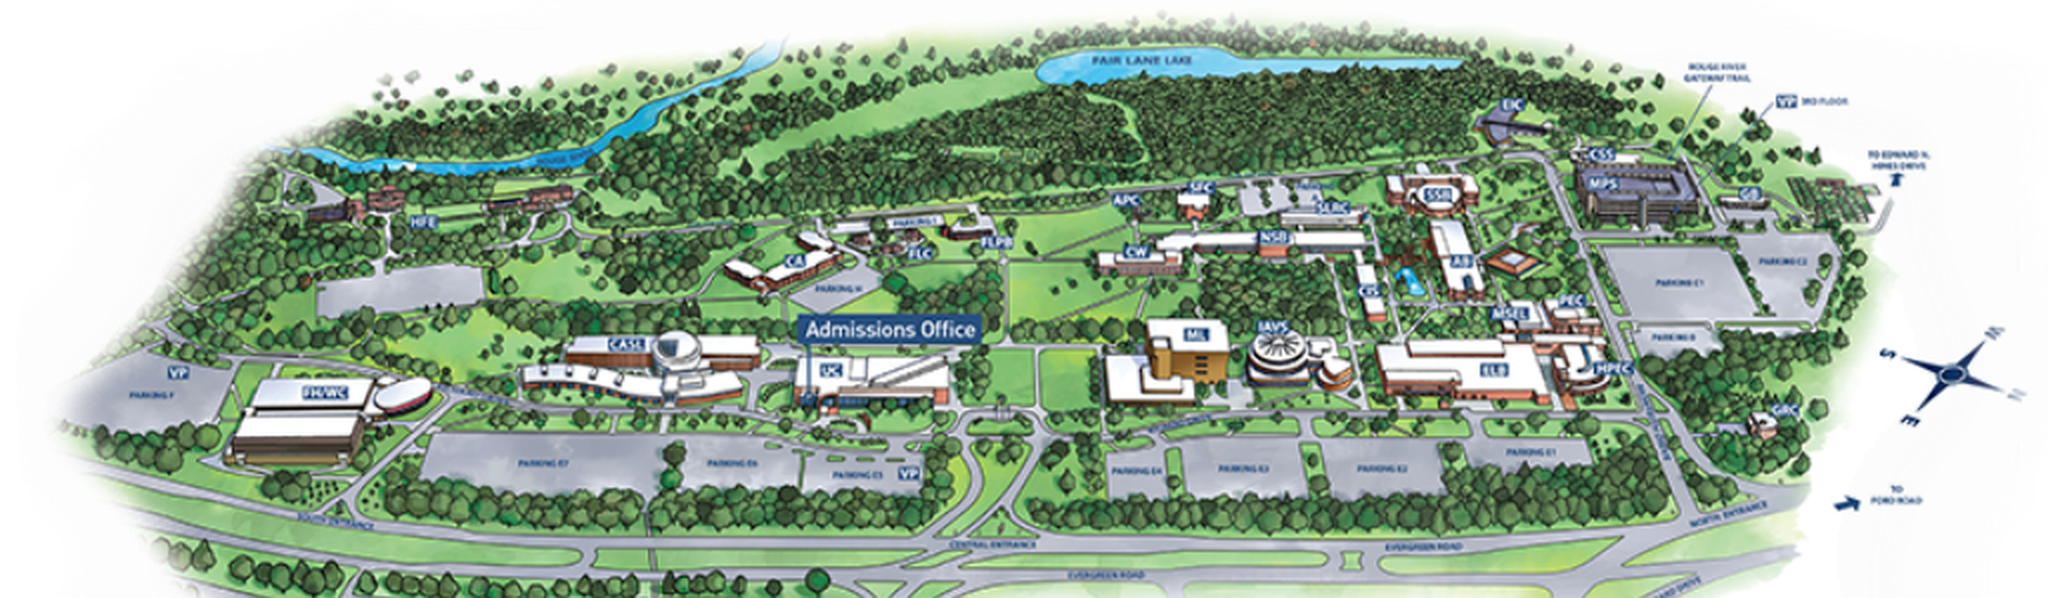 FAIR LANE LAKE
ROUGE RIVER
GATEWAY TRAIL
VP 3RD FLOOR
EIC
CSS
TO EDWARD N.
HINES DRIVE
ROUGE RIVER
HFE
APC
SFC
PARKING
SLRC
SSB
MPS
GB
PARKING I
FLPB
FLC
CA
PARKING H
CW
NSB
AB
CIS
PARKING C1
PARKING C2
PEC
MSEL
Admissions Office
CASL
UC
ML
IAVS
ELB
HPEC
VP
PARKING F
FH/WC
W
S
N
E
GRC
PARKING E7
PARKING E6
PARKING E5
VP
PARKING E4
PARKING E3
PARKING E2
PARKING E1
TO
FORD ROAD
SOUTH ENTRANCE
CENTRAL ENTRANCE
EVERGREEN ROAD
NORTH ENTRANCE
EVERGREEN ROAD